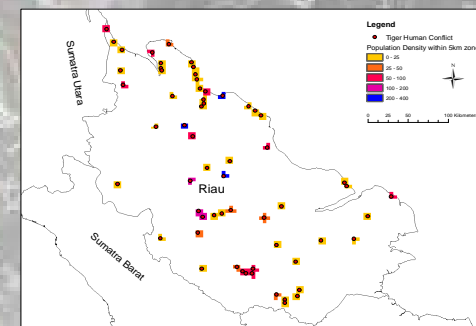 Legend
Tiger Human Conflict
Population Density within 5km zone
0 - 25
25 - 50
50 - 100
100 - 200
200 - 400
N
0 25 50 100 Kilometers
Sumatra Utara
Riau
Sumatra Barat